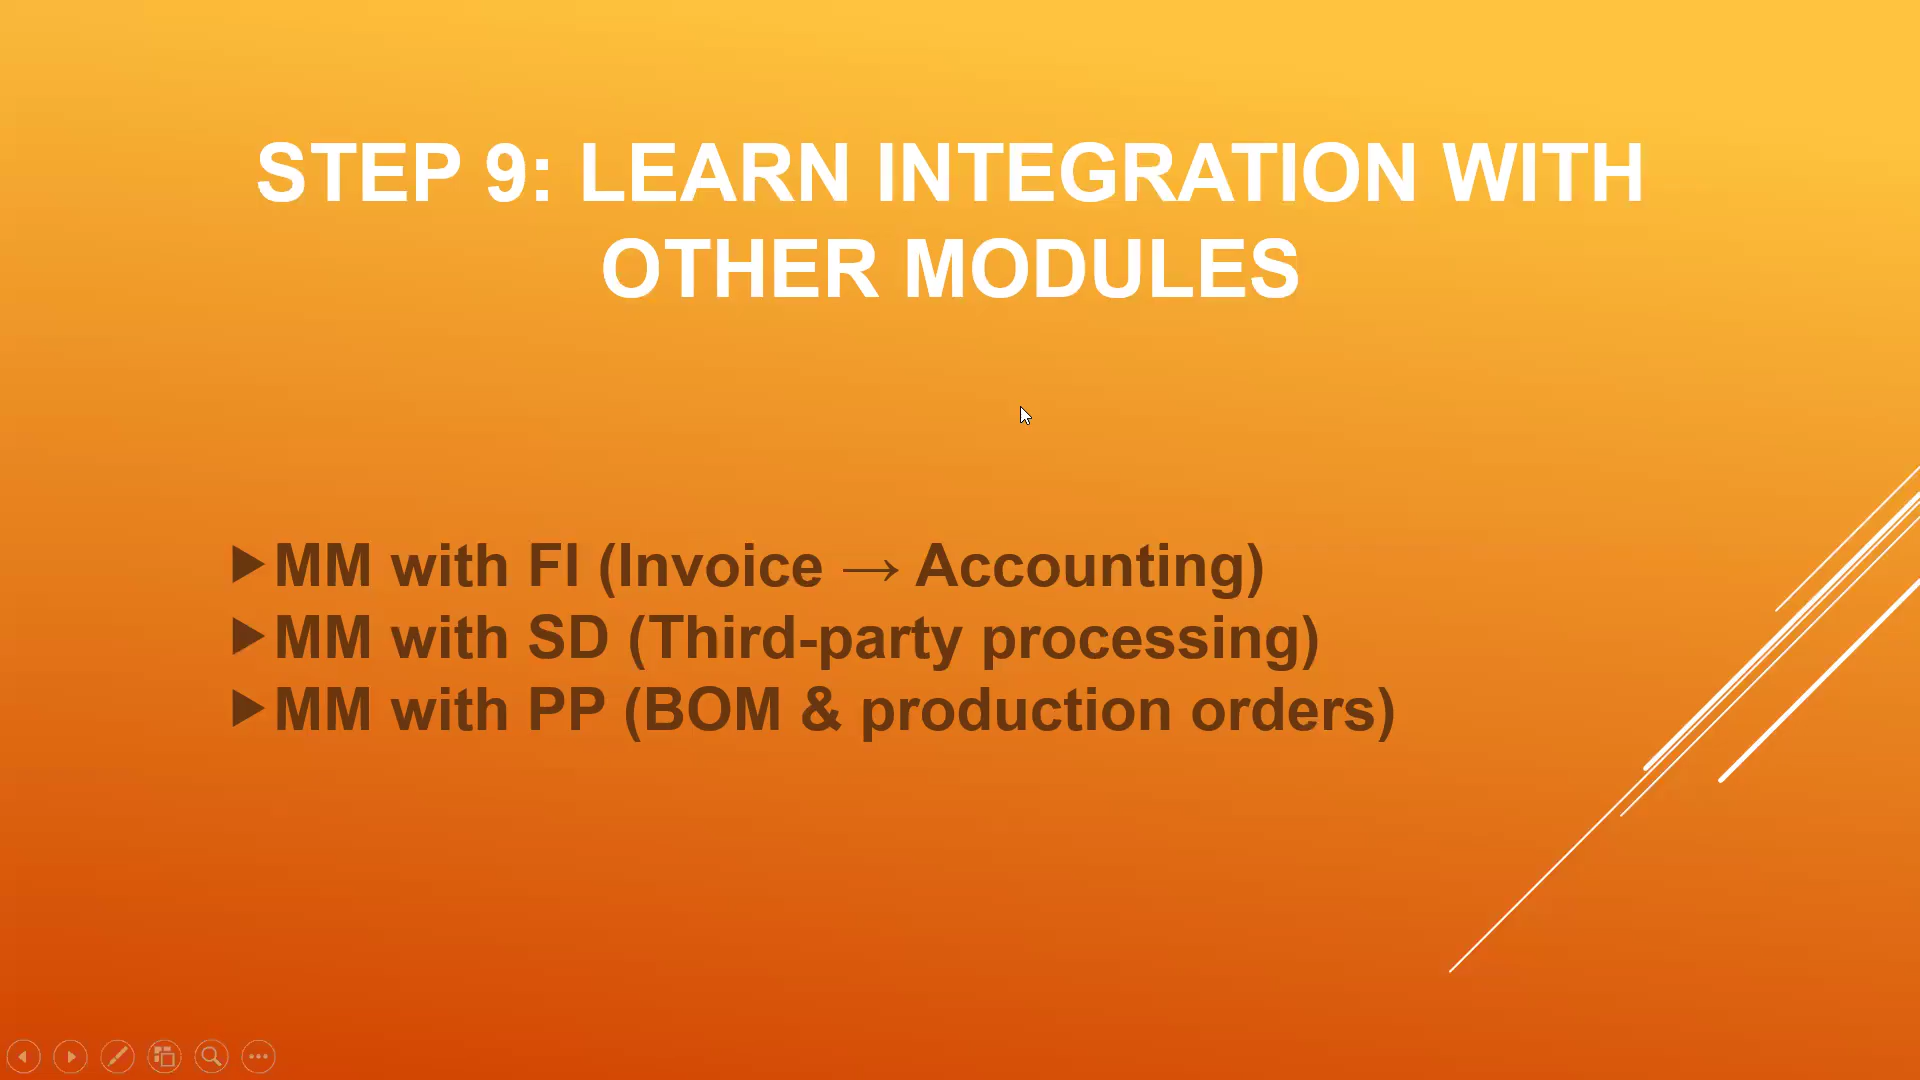 STEP 9: LEARN INTEGRATION WITH
OTHER MODULES
MM with FI (Invoice → Accounting)
MM with SD (Third-party processing)
MM with PP (BOM & production orders)